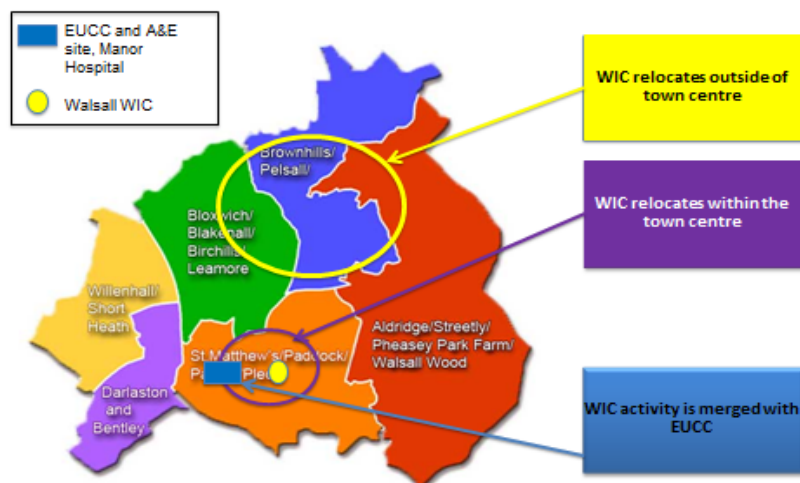 EUCC and A&E
site, Manor
Hospital
Walsall WIC
WIC relocates outside of
town centre
Brownhills/
Pelsall/
WIC relocates within the
town centre
Bloxwich/
Blakenall/
Birchills/
Leamore
Willenhall/
Short
Heath
Aldridge/Streetly/
Pheasey Park Farm/
Walsall Wood
St Matthew's/Paddock/
Darlaston
and
Bentley
WIC activity is merged with
EUCC